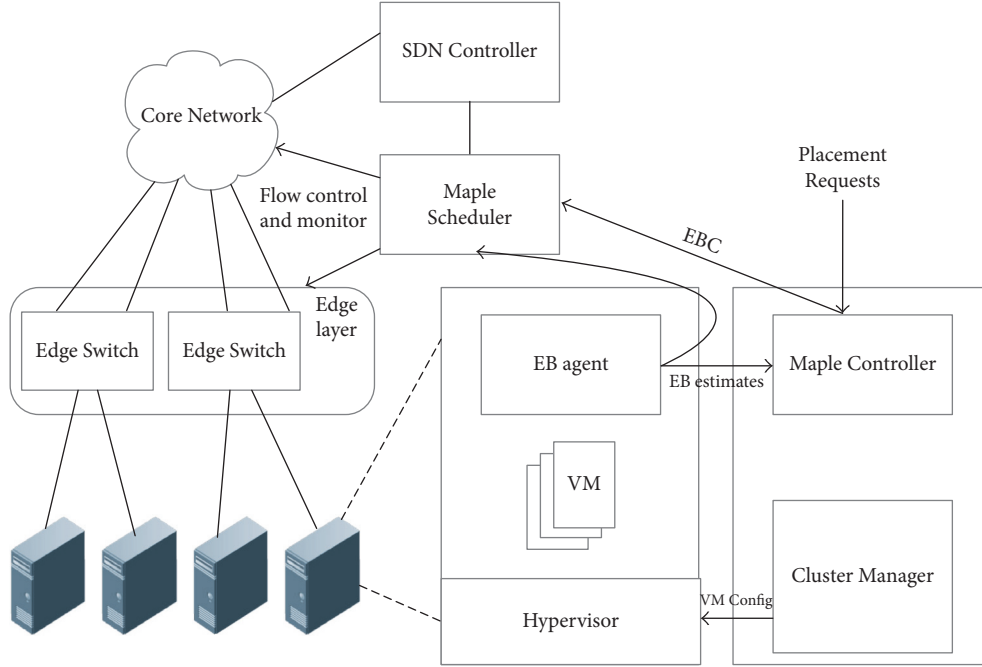 SDN Controller
Core Network
Placement
Requests
Maple
Scheduler
Flow control
and monitor
EBC
Edge
layer
Edge Switch
Edge Switch
EB agent
Maple Controller
EB estimates
VM
Cluster Manager
VM Config
Hypervisor